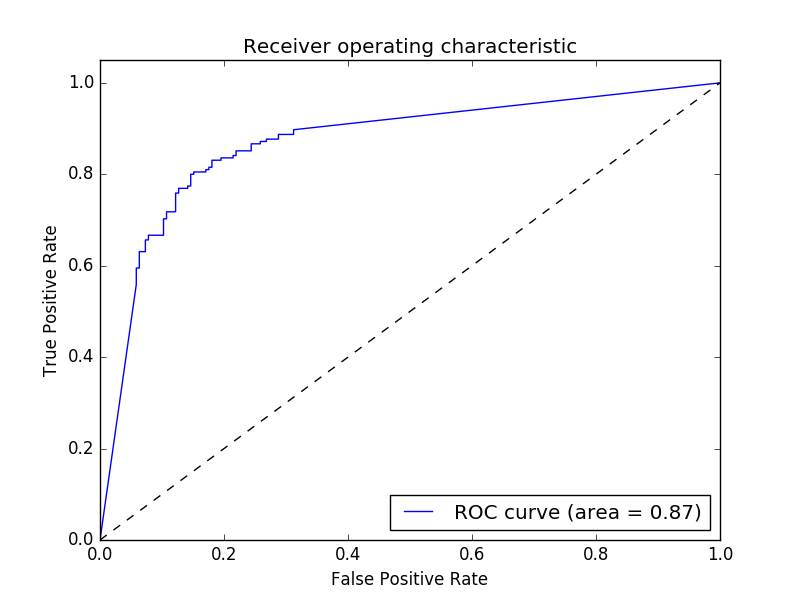 Receiver operating characteristic
1.0
0.8
0.6
0.4
0.2
0.0
True Positive Rate
ROC curve (area = 0.87)
0.0 0.2 0.4 0.6 0.8 1.0
False Positive Rate